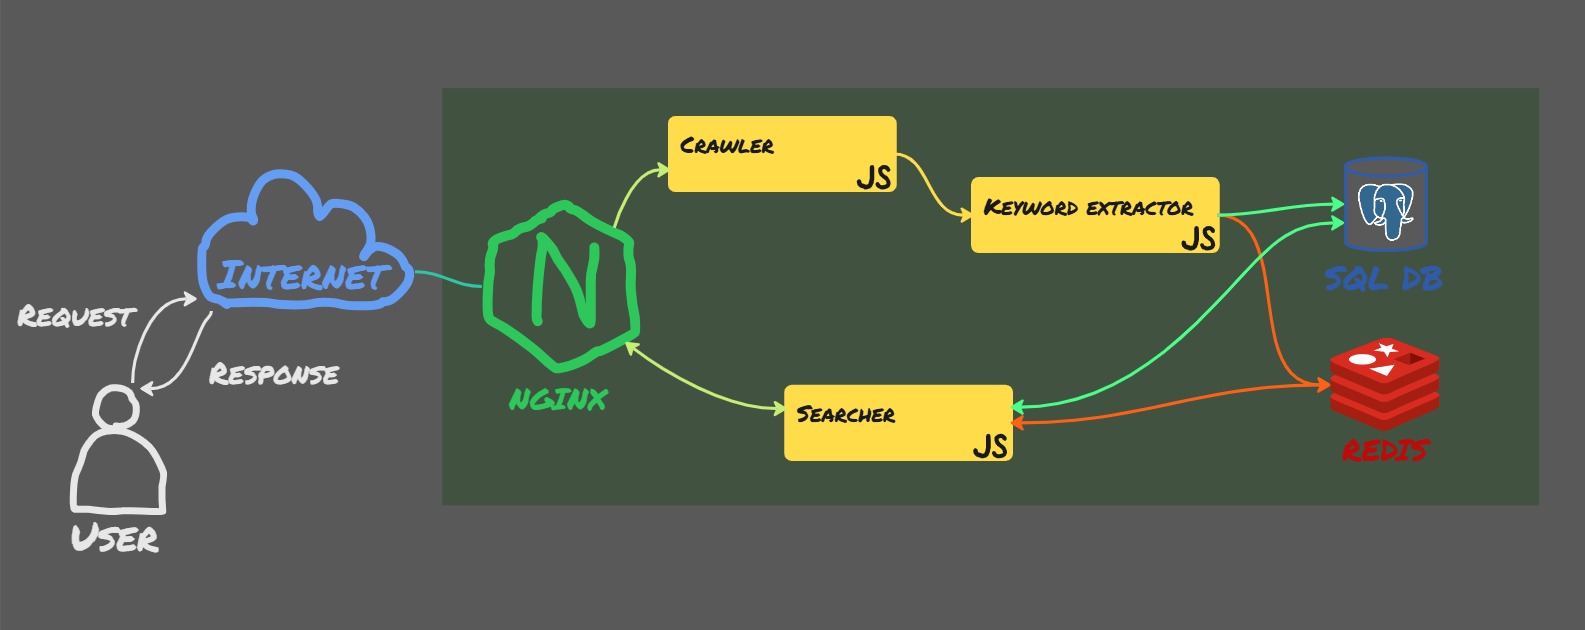 Crawler
JS
Keyword extractor
JS
SQL DB
Internet
N
NGINX
Request
Response
Searcher
JS
Redis
User